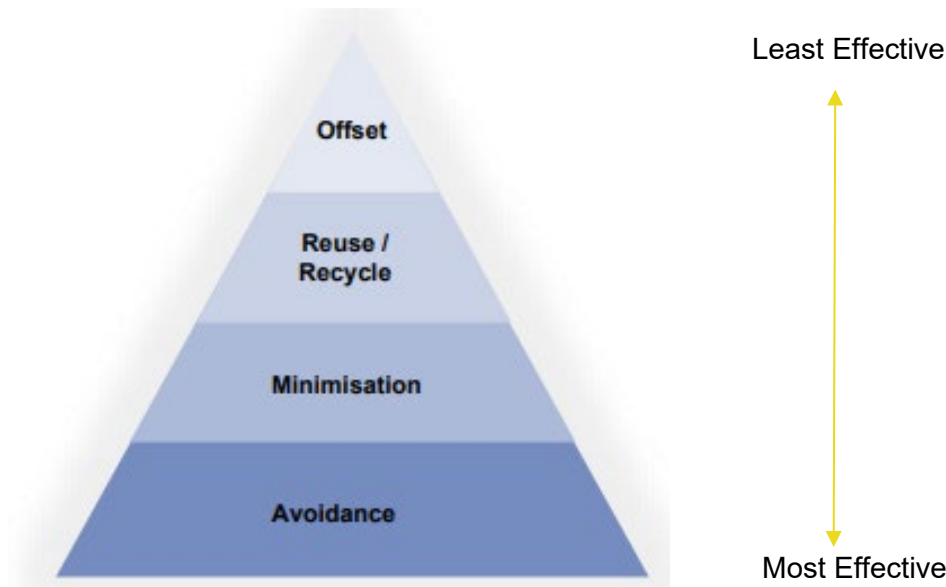 Least Effective
Offset
Reuse /
Recycle
Minimisation
Avoidance
Most Effective